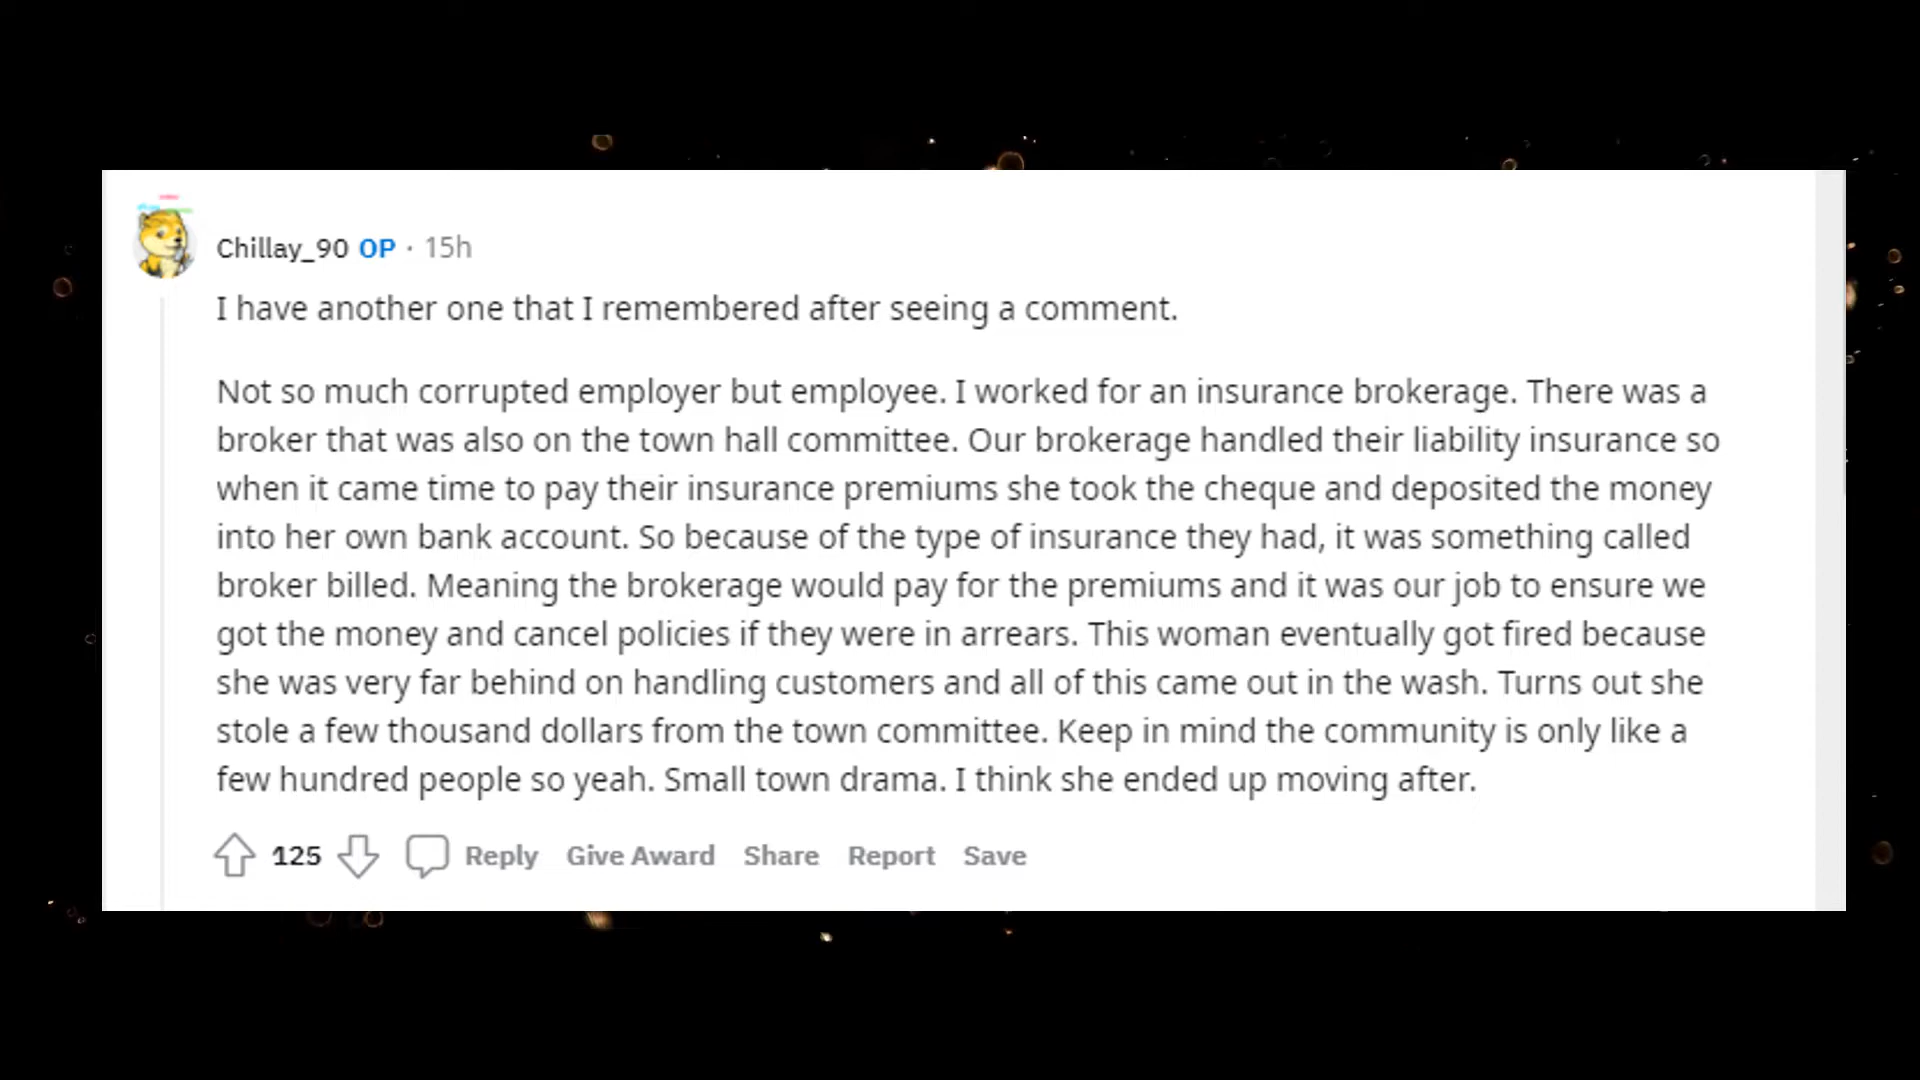 Chillay_90 OP · 15h
I have another one that I remembered after seeing a comment.
Not so much corrupted employer but employee. I worked for an insurance brokerage. There was a
broker that was also on the town hall committee. Our brokerage handled their liability insurance so
when it came time to pay their insurance premiums she took the cheque and deposited the money
into her own bank account. So because of the type of insurance they had, it was something called
broker billed. Meaning the brokerage would pay for the premiums and it was our job to ensure we
got the money and cancel policies if they were in arrears. This woman eventually got fired because
she was very far behind on handling customers and all of this came out in the wash. Turns out she
stole a few thousand dollars from the town committee. Keep in mind the community is only like a
few hundred people so yeah. Small town drama. I think she ended up moving after.
125 Reply Give Award Share Report Save